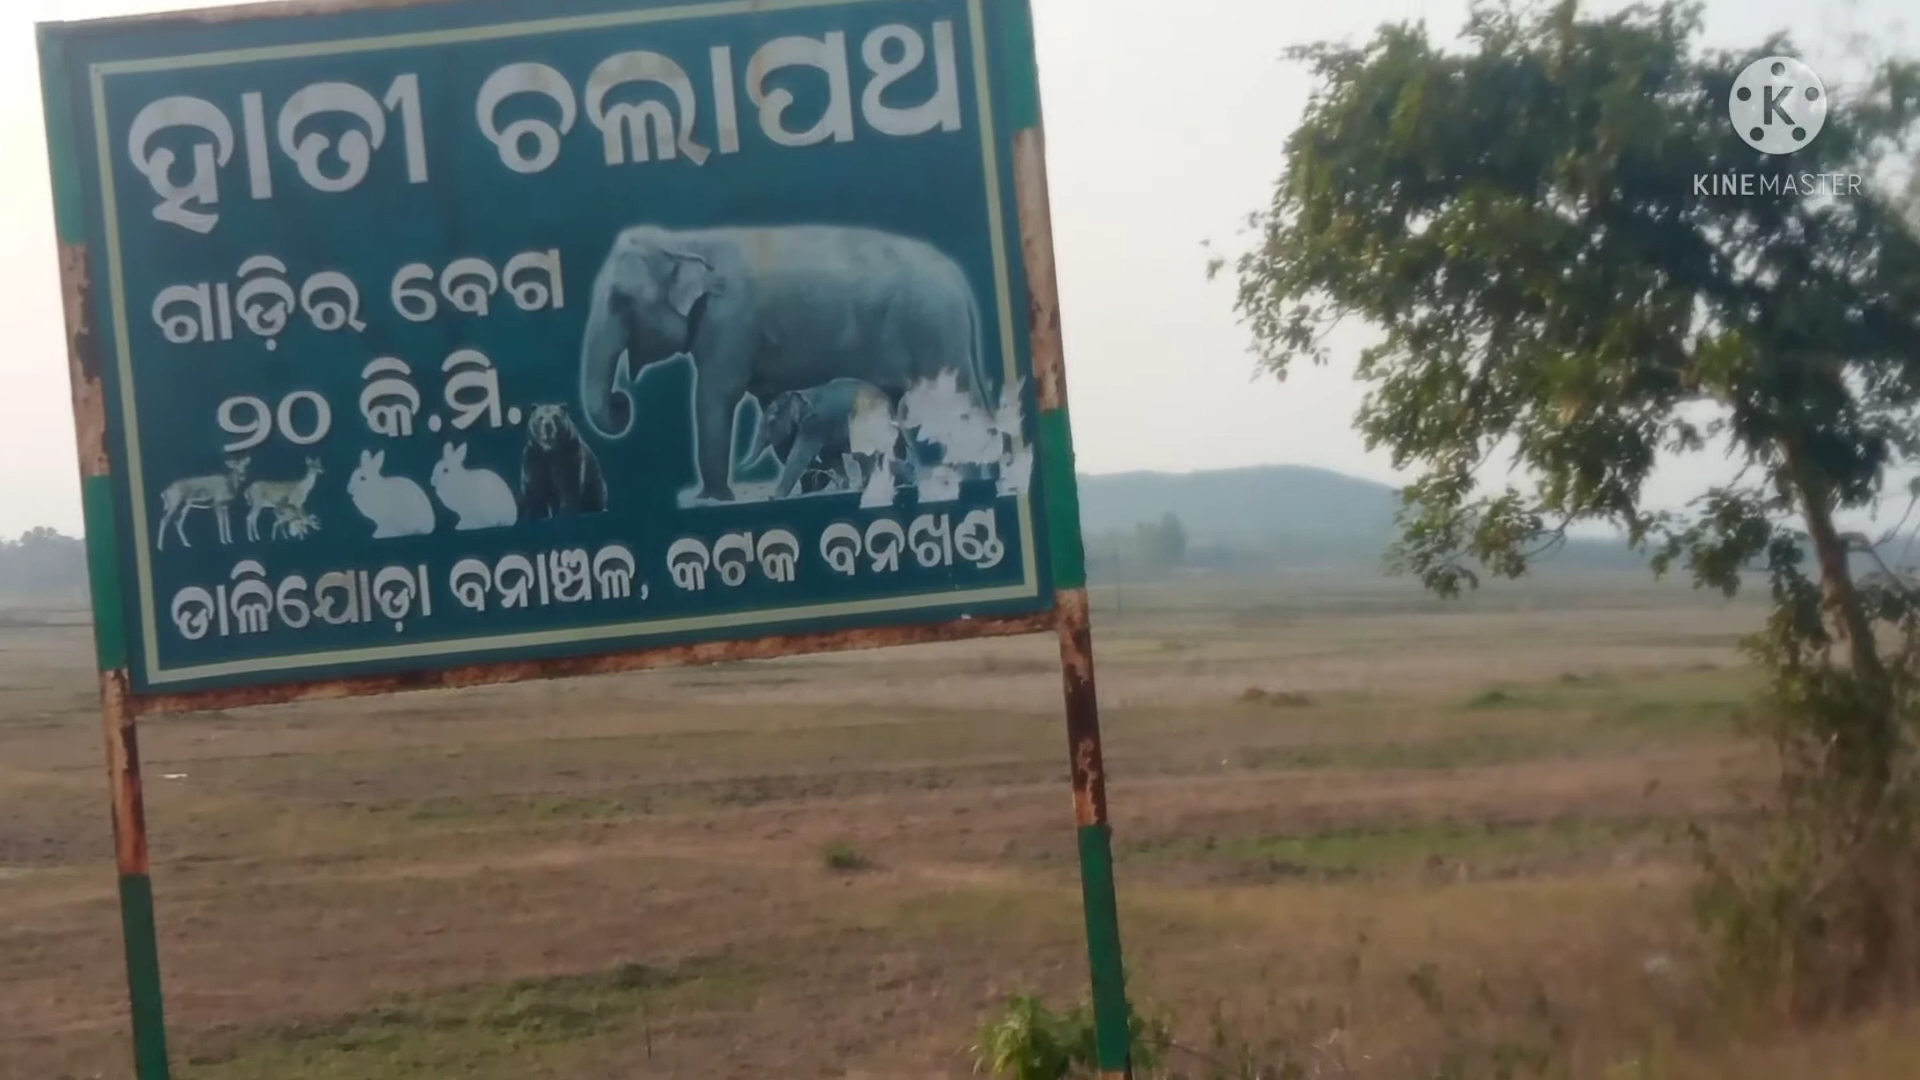 ହାତୀ ଚଲାପଥ
ଗାଡ଼ିର ବେଗ
୨୦ କି.ମି.
ଡାଳିଯୋଡ଼ା ବନାଞ୍ଚଳ, କଟକ ବନଖଣ୍ଡ
K
KINEMASTER